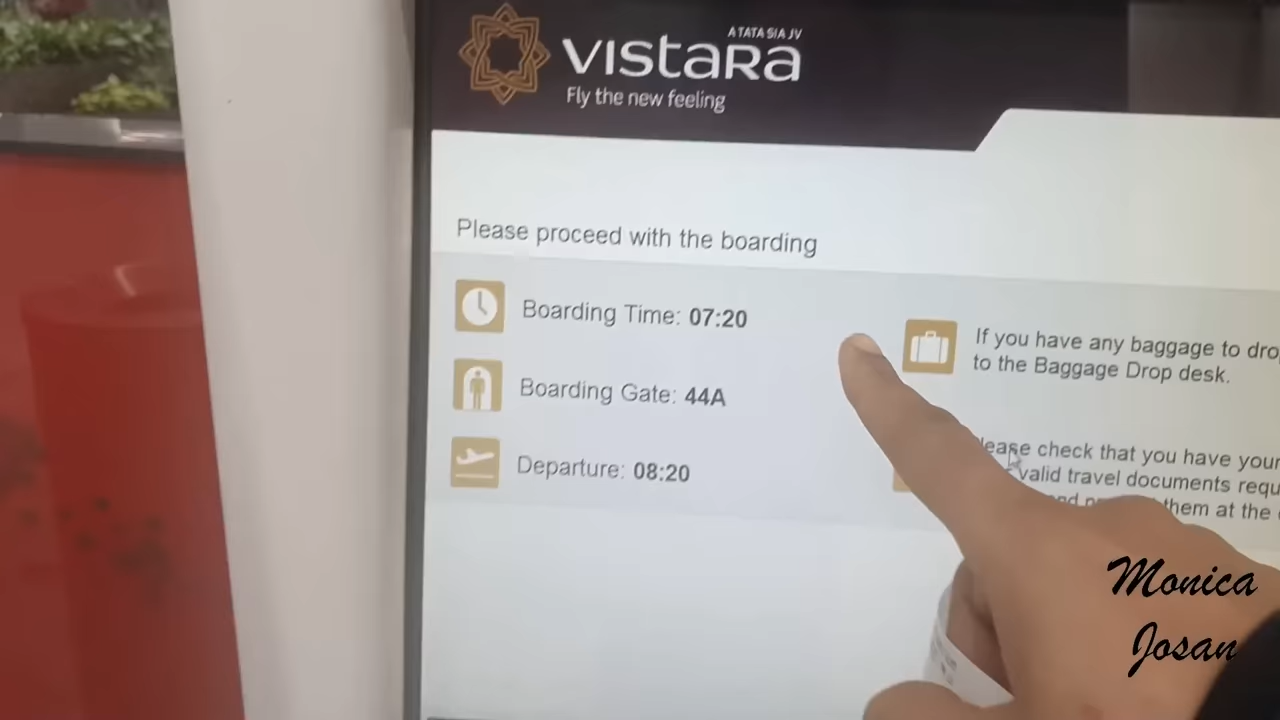 A TATA SIA JV
VISTARA
Fly the new feeling
Please proceed with the boarding
Boarding Time: 07:20
Boarding Gate: 44A
Departure: 08:20
If you have any baggage to
to the Baggage Drop desk.
check that you have your
valid travel documents
them at the
Monica
Josan